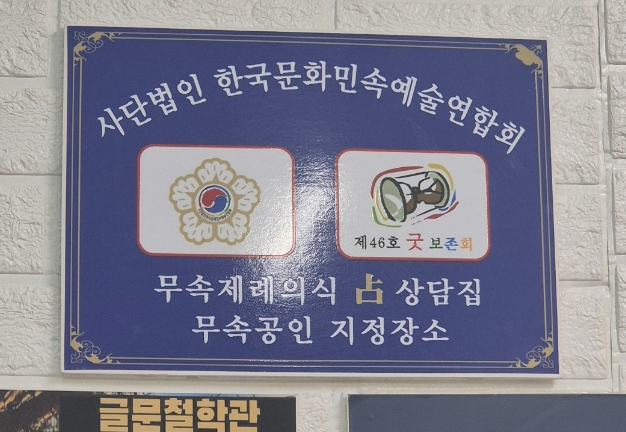 사단법인 한국문화민속예술연합회
제46호 굿 보존회
무속제례의식 占 상담집
무속공인 지정장소
글문철학관